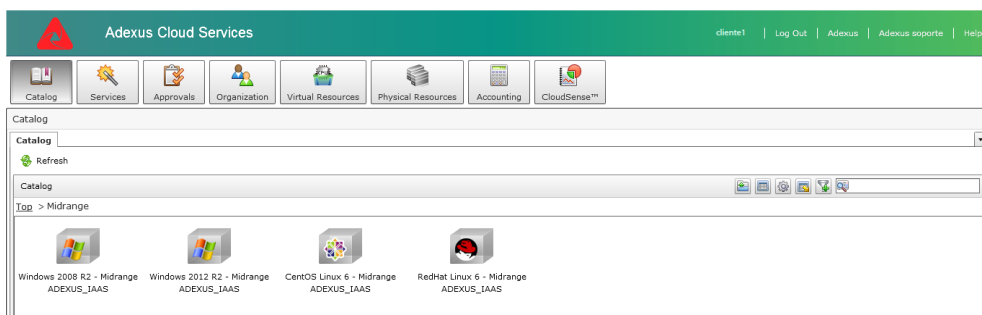 Adexus Cloud Services
cliente1 | Log Out | Adexus | Adexus soporte | Help
Catalog Services Approvals Organization Virtual Resources Physical Resources Accounting CloudSense™
Catalog
Catalog
Refresh
Catalog
Top > Midrange
Windows 2008 R2 - Midrange Windows 2012 R2 - Midrange CentOS Linux 6 - Midrange RedHat Linux 6 - Midrange
ADEXUS_IAAS ADEXUS_IAAS ADEXUS_IAAS ADEXUS_IAAS